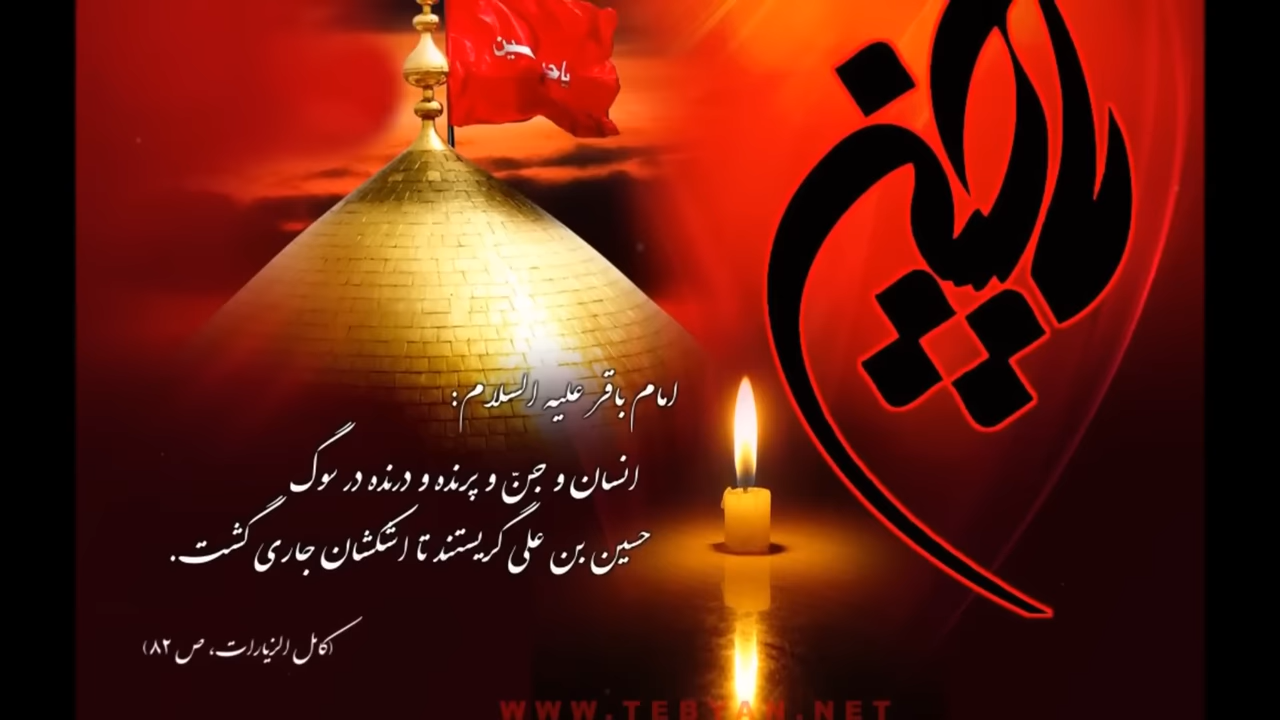 یا حسین
امام باقر علیه السلام:
انسان و جنّ و پرنده و درنده در سوگ
حسین بن علی گریستند تا اشکشان جاری گشت.
(کامل الزیارات، ص ۸۲)
WWW.TEBYAN.NET